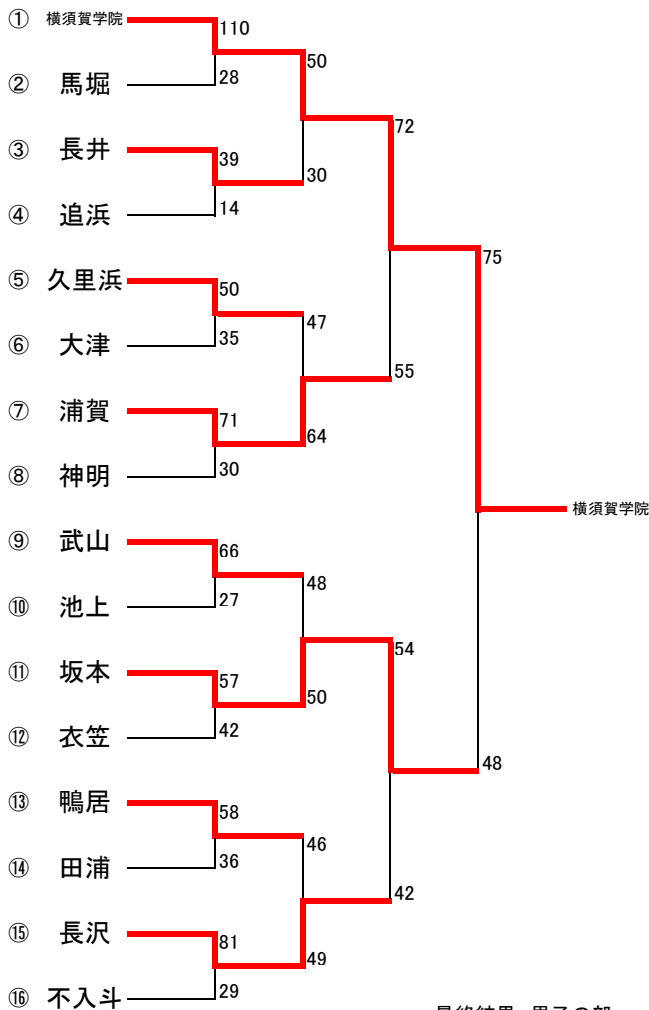 ① 横須賀学院
110
50
② 馬堀
28
72
③ 長井
39
30
④ 追浜
14
75
⑤ 久里浜
50
47
⑥ 大津
35
55
⑦ 浦賀
71
64
⑧ 神明
30
横須賀学院
⑨ 武山
66
48
⑩ 池上
27
54
⑪ 坂本
57
50
⑫ 衣笠
42
48
⑬ 鴨居
58
46
⑭ 田浦
36
42
⑮ 長沢
81
49
⑯ 不入斗
29